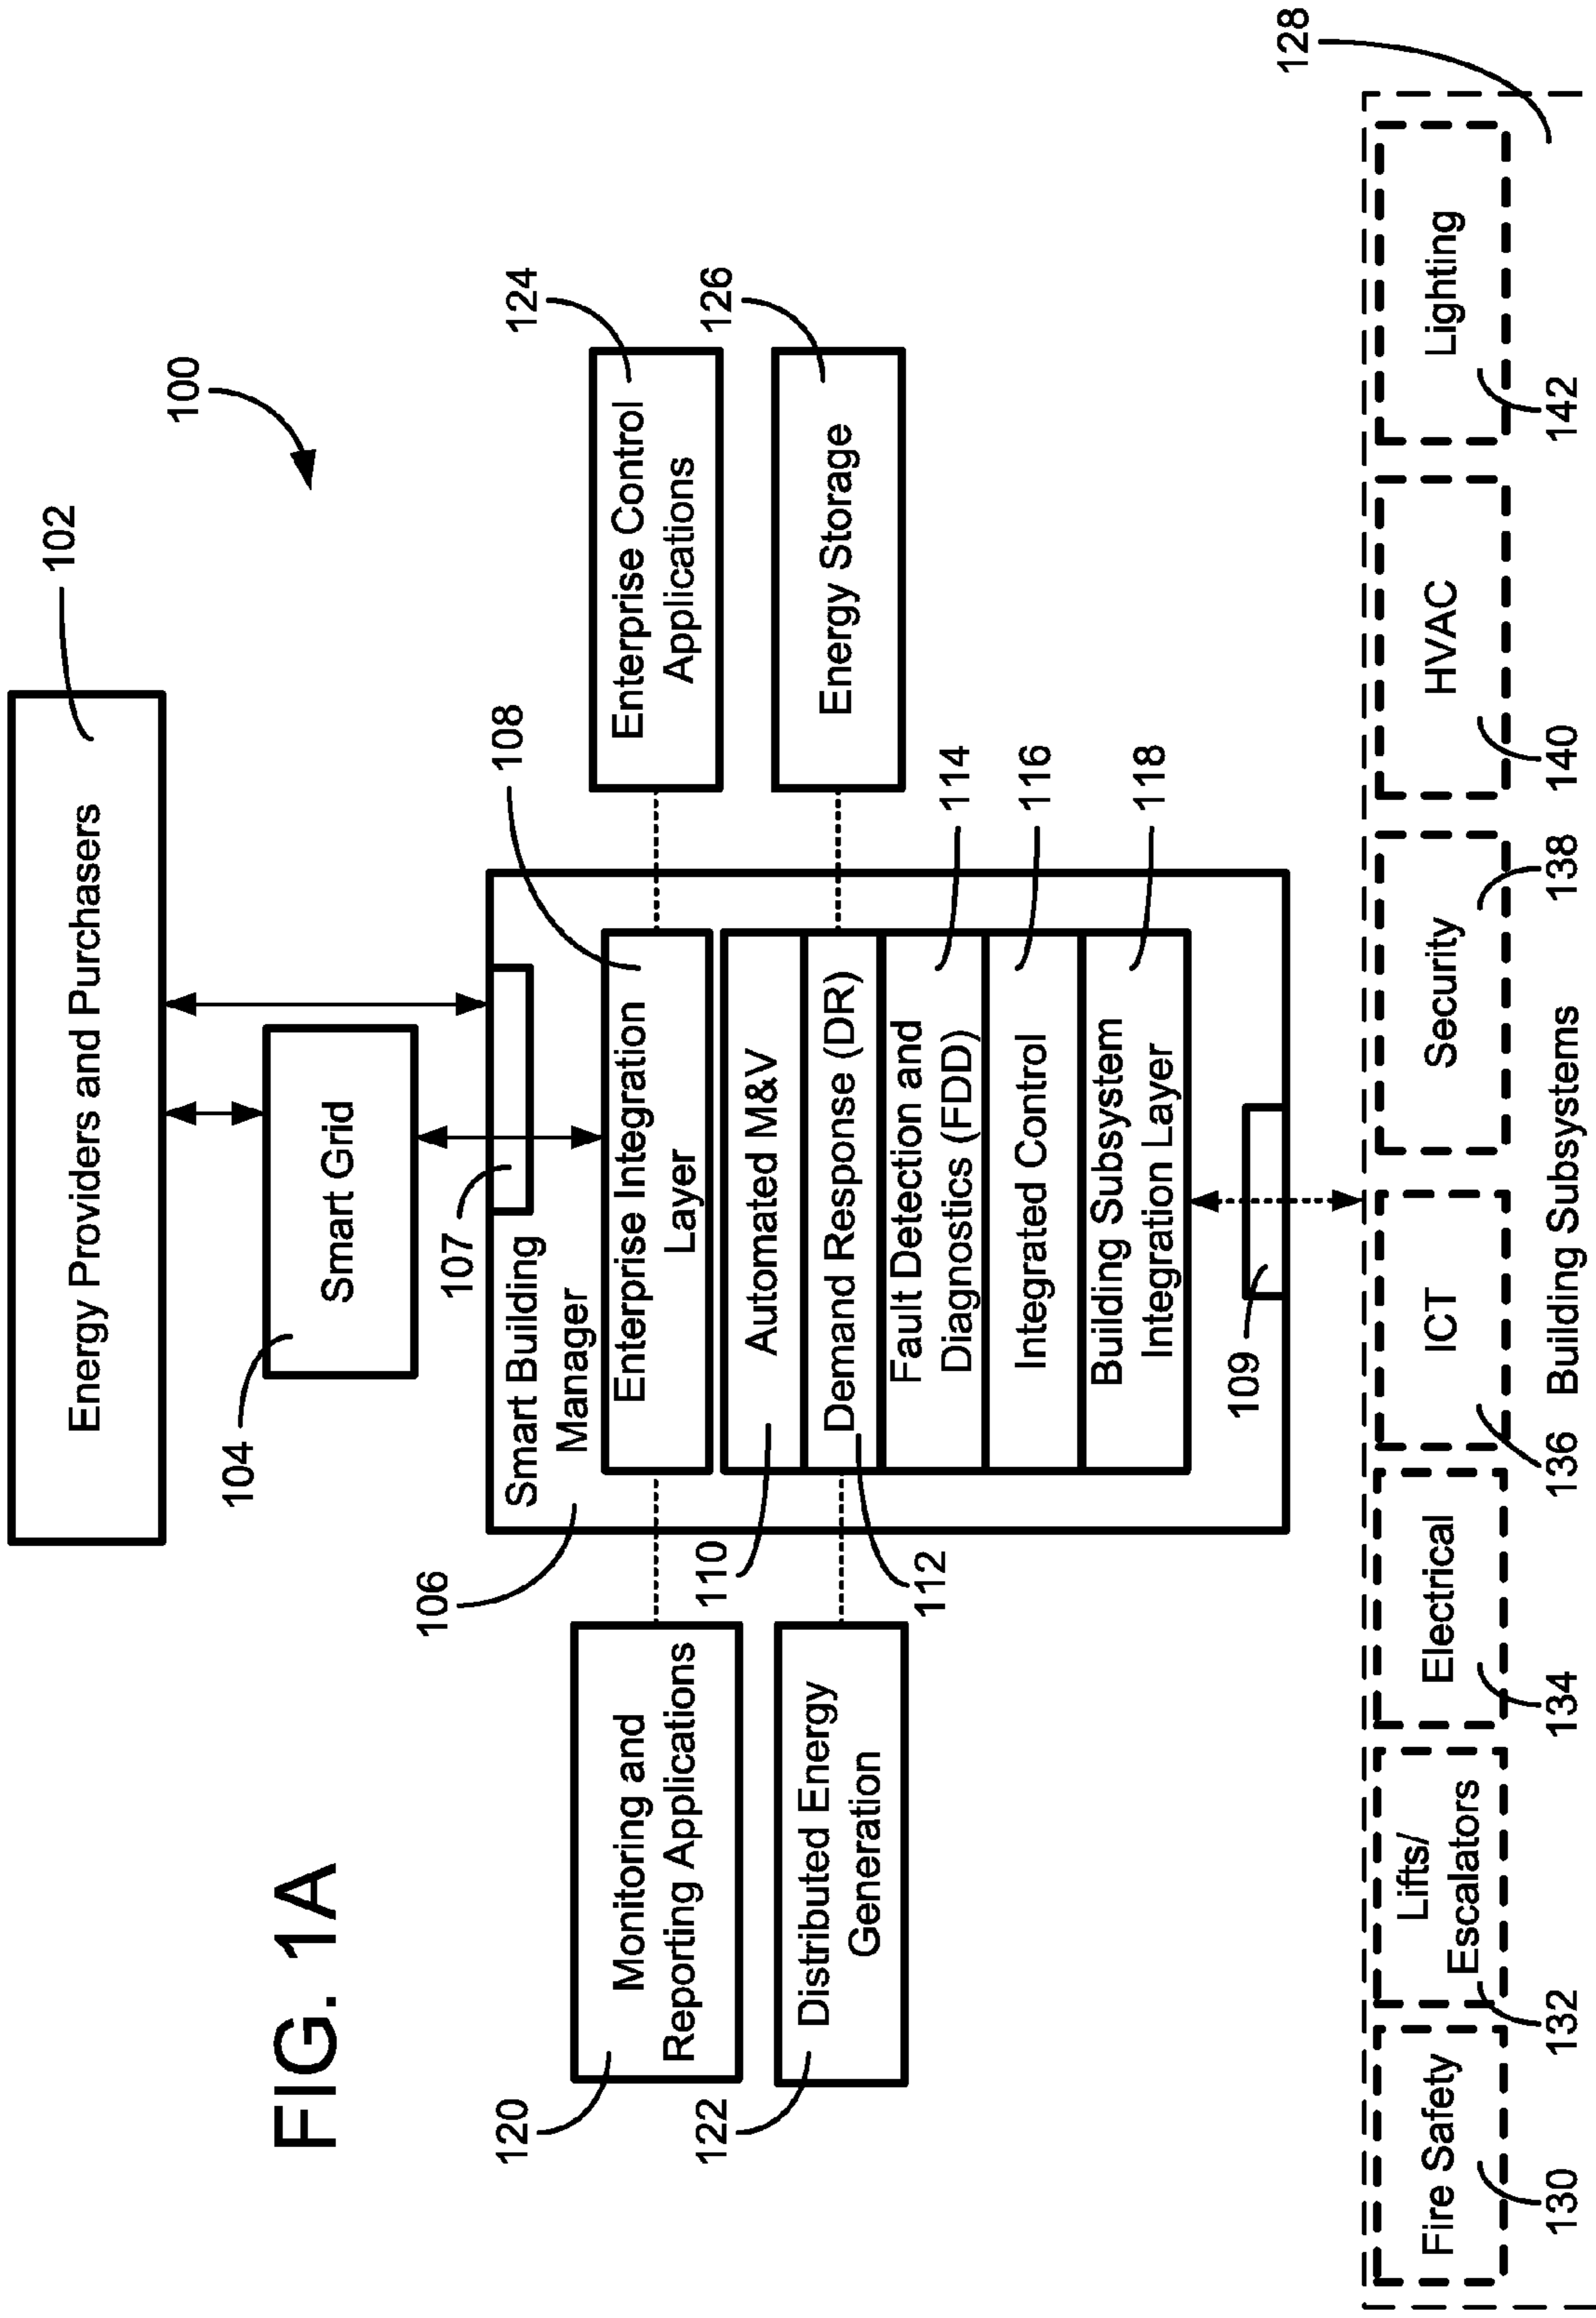 FIG. 1A
100
Energy Providers and Purchasers
102
Smart Grid
104
107
Smart Building
Manager
106
108
Enterprise Integration
Layer
Monitoring and
Reporting Applications
120
Enterprise Control
Applications
124
Automated M&V
110
Demand Response (DR)
112
Distributed Energy
Generation
122
Energy Storage
126
Fault Detection and
Diagnostics (FDD)
114
Integrated Control
116
Building Subsystem
Integration Layer
118
109
128
Fire Safety
Lifts/
Escalators
Electrical
ICT
Security
HVAC
Lighting
130
132
134
136
Building Subsystems
138
140
142